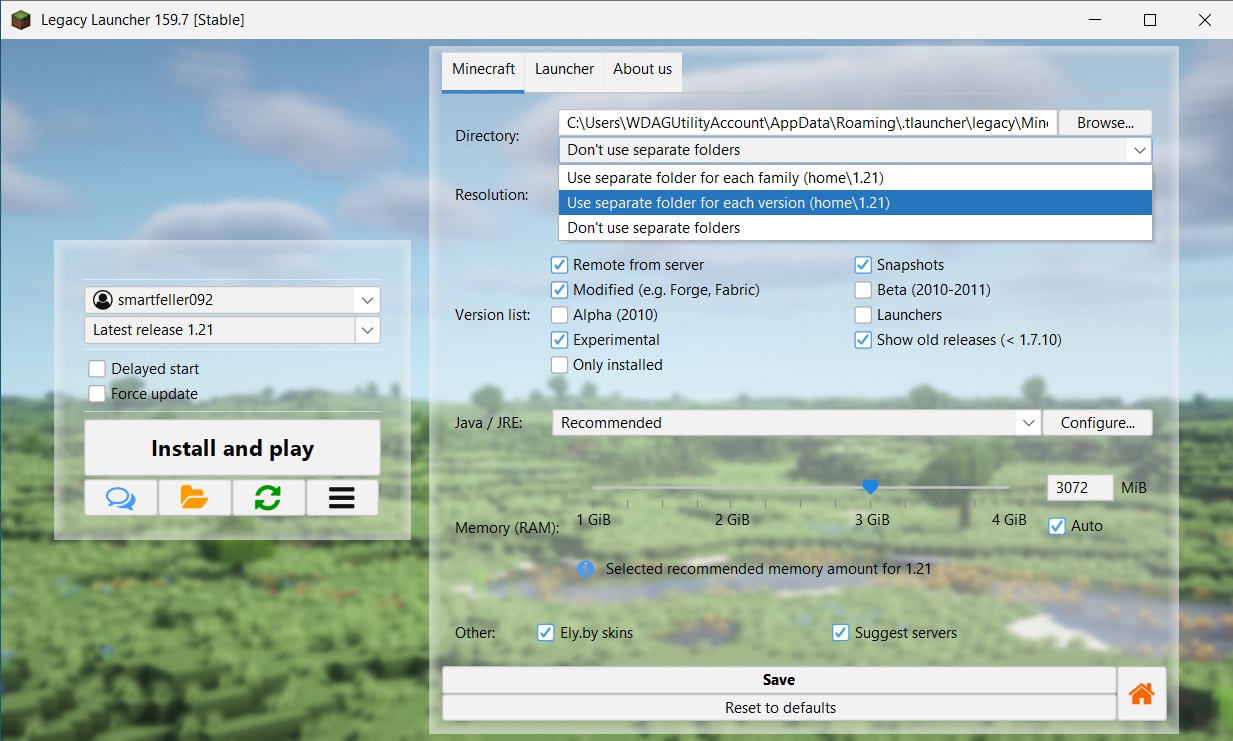 Legacy Launcher 159.7 [Stable]
Minecraft
Launcher
About us
Directory:
C:\Users\WDAGUtilityAccount\AppData\Roaming\.tlauncher\legacy\Mine
Browse...
Don't use separate folders
Resolution:
Use separate folder for each family (home\1.21)
Use separate folder for each version (home\1.21)
Don't use separate folders
Version list:
Remote from server
Snapshots
Modified (e.g. Forge, Fabric)
Beta (2010-2011)
Alpha (2010)
Launchers
Experimental
Show old releases (< 1.7.10)
Only installed
smartfeller092
Latest release 1.21
Delayed start
Force update
Install and play
Java / JRE:
Recommended
Configure...
Memory (RAM):
1 GiB
2 GiB
3 GiB
4 GiB
3072
MiB
Auto
Selected recommended memory amount for 1.21
Other:
Ely.by skins
Suggest servers
Save
Reset to defaults